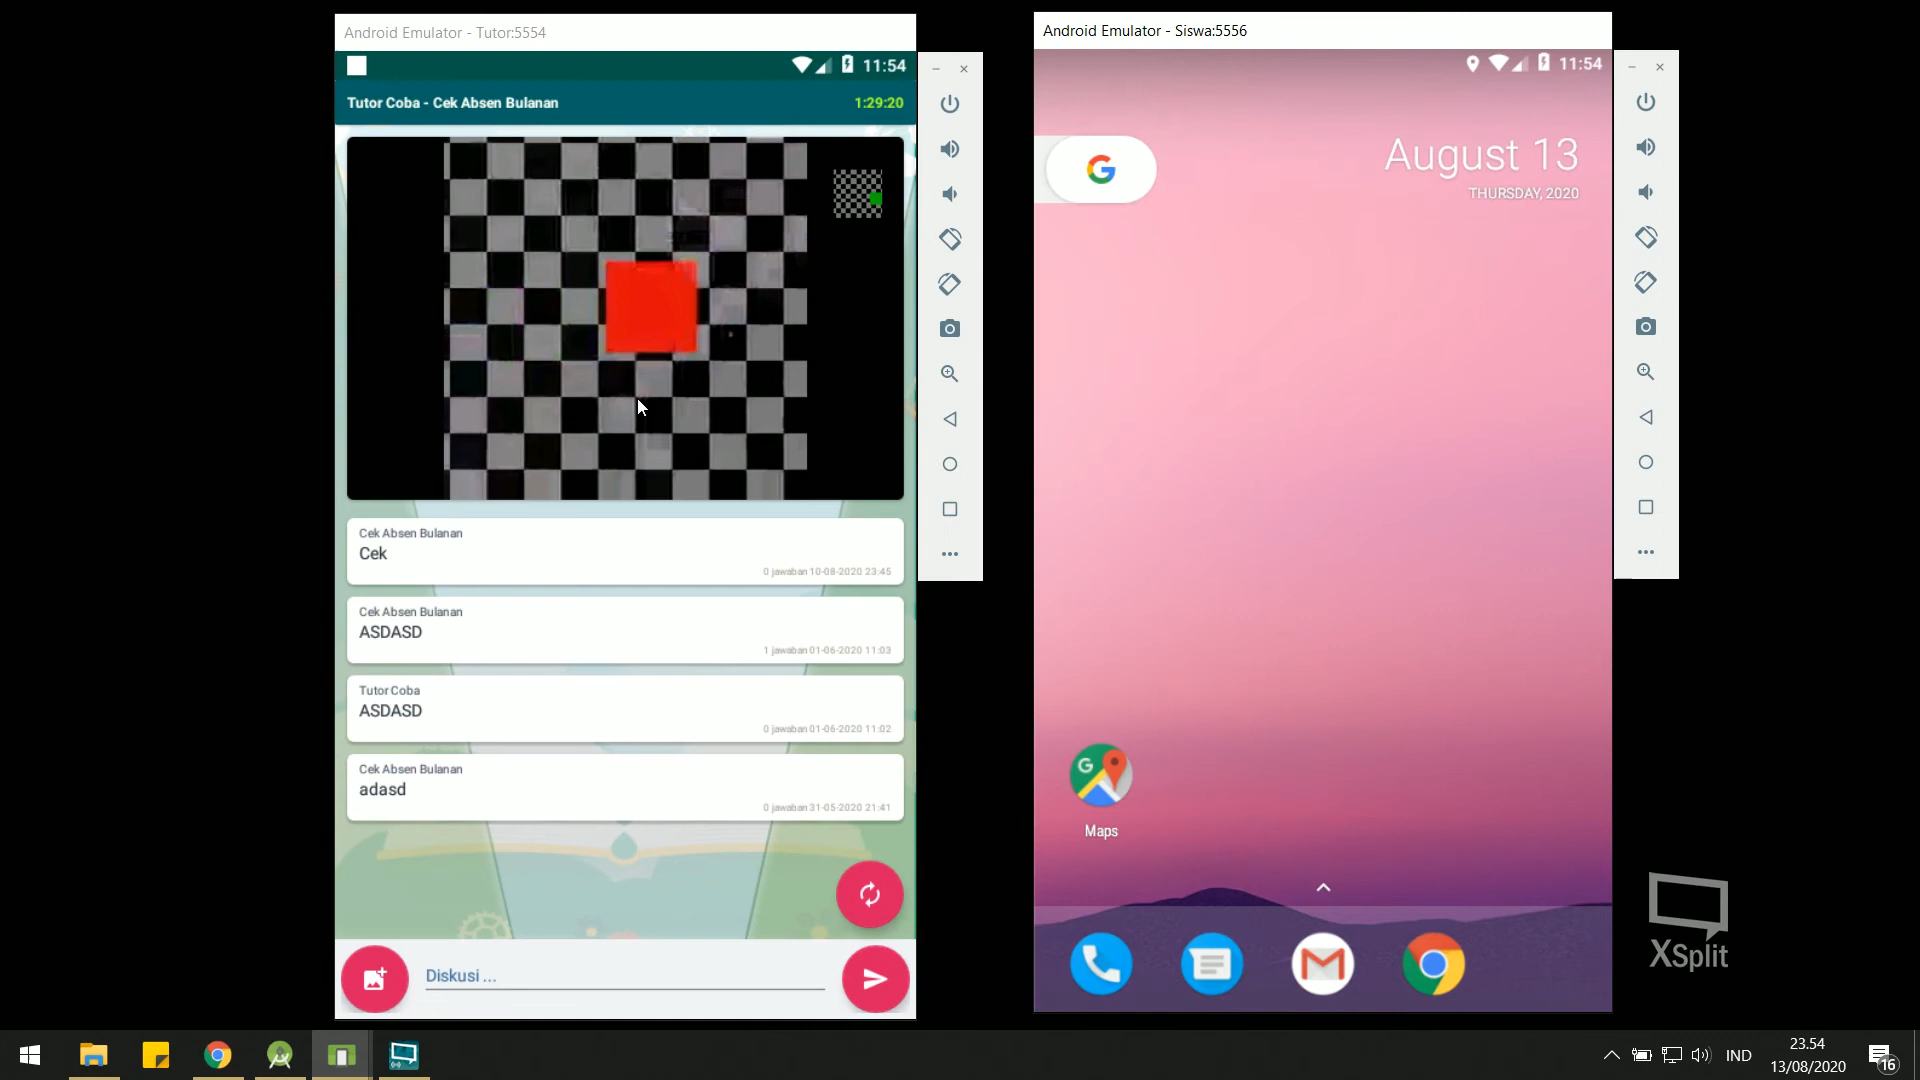 Android Emulator - Tutor:5554
11:54
Tutor Coba - Cek Absen Bulanan
1:29:20
Cek Absen Bulanan
Cek
0 jawaban 10-08-2020 23:45
Cek Absen Bulanan
ASDASD
1 jawaban 01-06-2020 11:03
Tutor Coba
ASDASD
0 jawaban 01-06-2020 11:02
Cek Absen Bulanan
adasd
0 jawaban 31-05-2020 21:41
Diskusi ...
Android Emulator - Siswa:5556
11:54
G
August 13
THURSDAY, 2020
G
Maps
XSplit
IND
23.54
13/08/2020
16